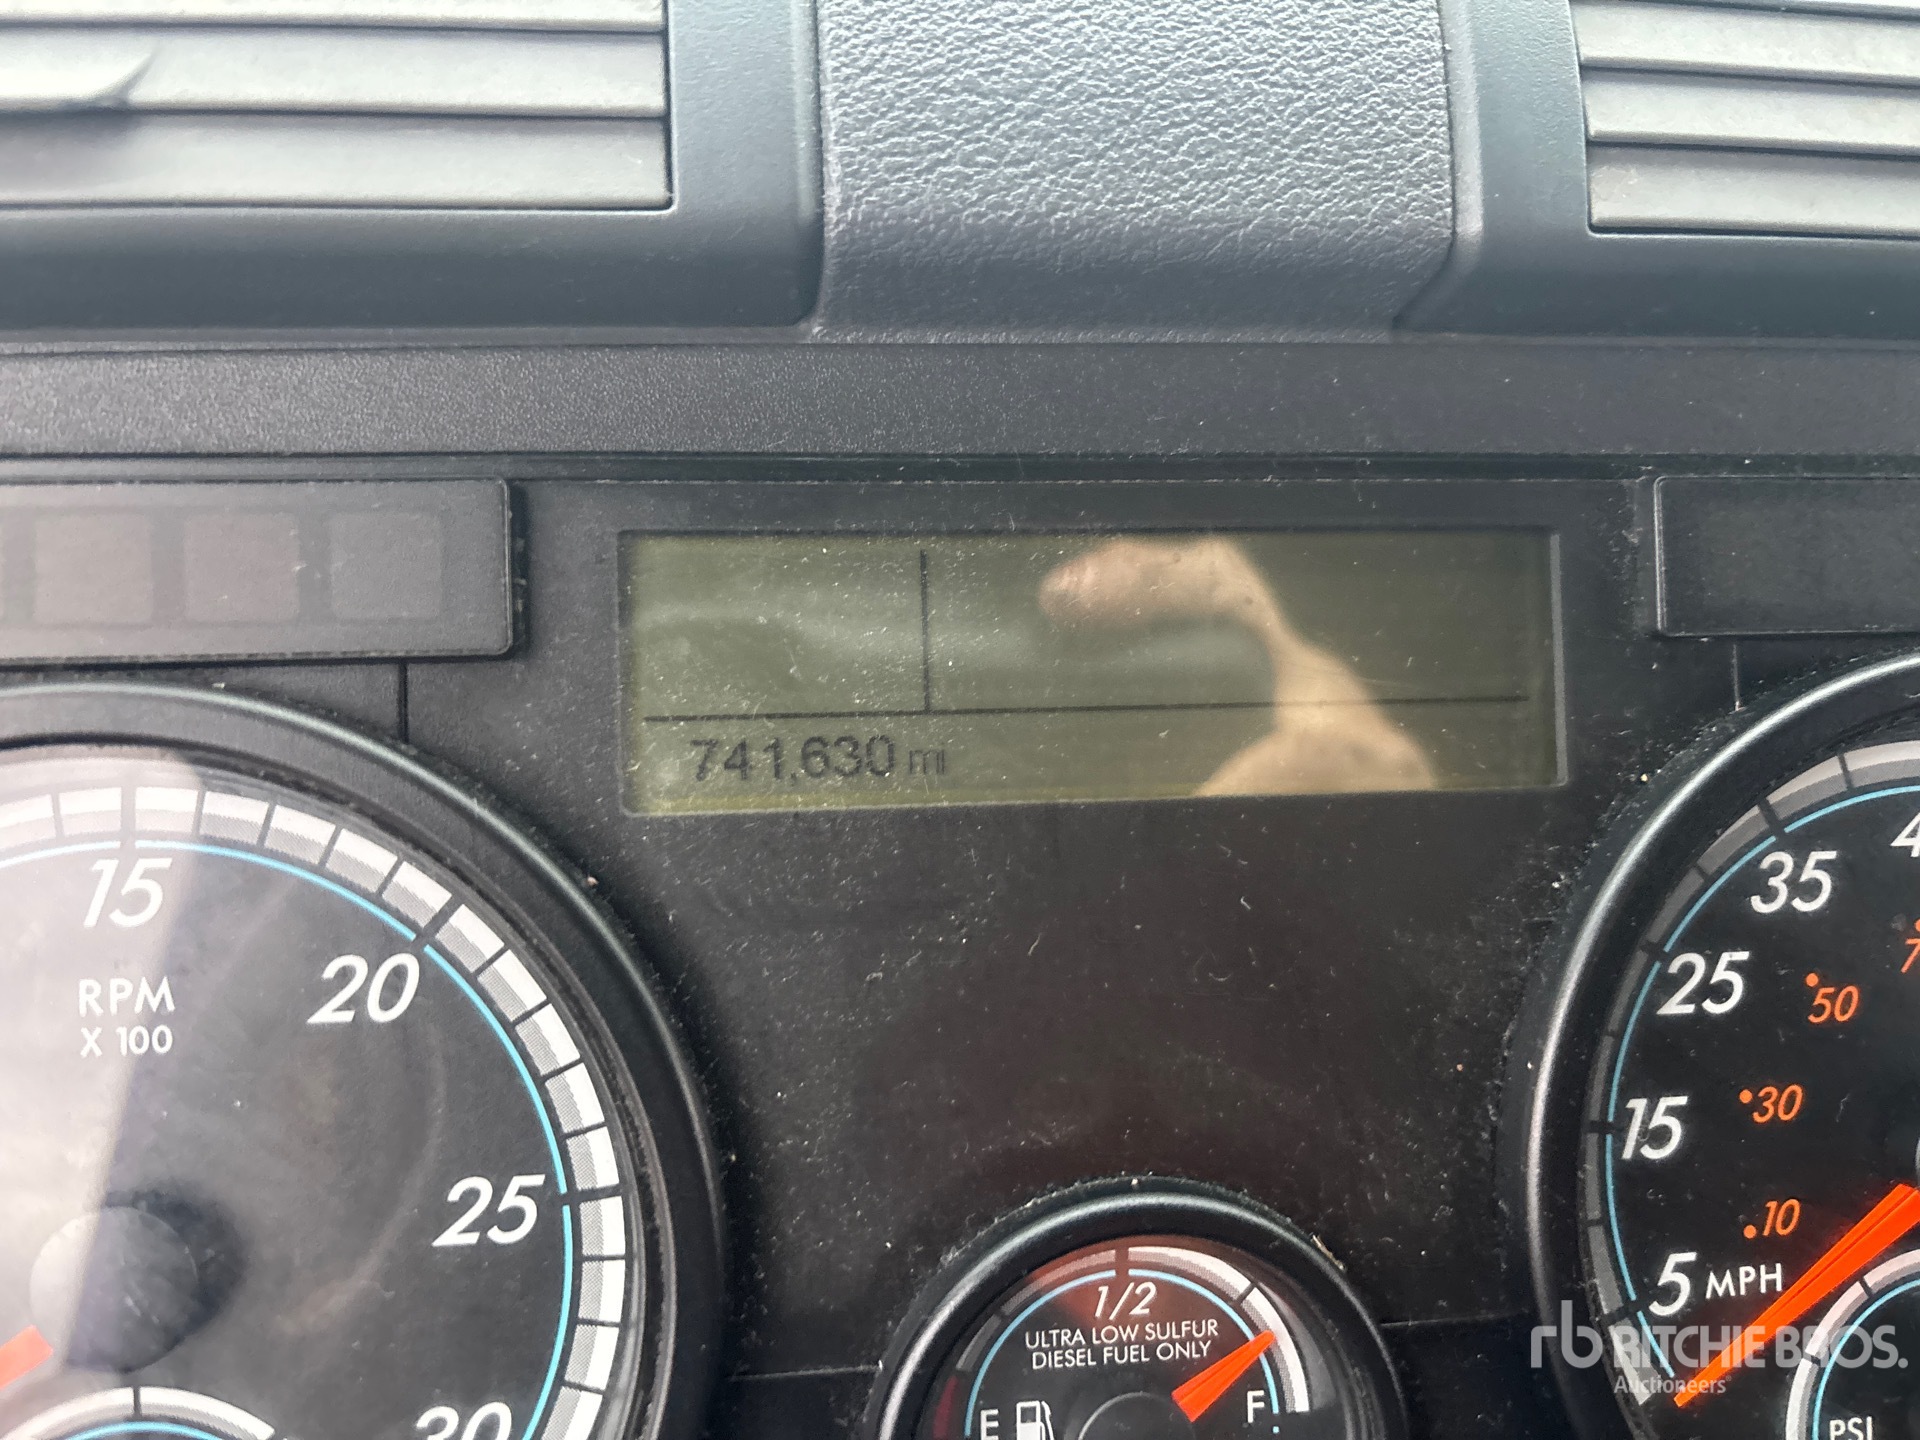 741,630 mi
15
20
25
30
RPM
X 100
1/2
ULTRA LOW SULFUR
DIESEL FUEL ONLY
E
F
35
25
15
5 MPH
50
30
10
PSI
rb RITCHIE BROS.
Auctioneers